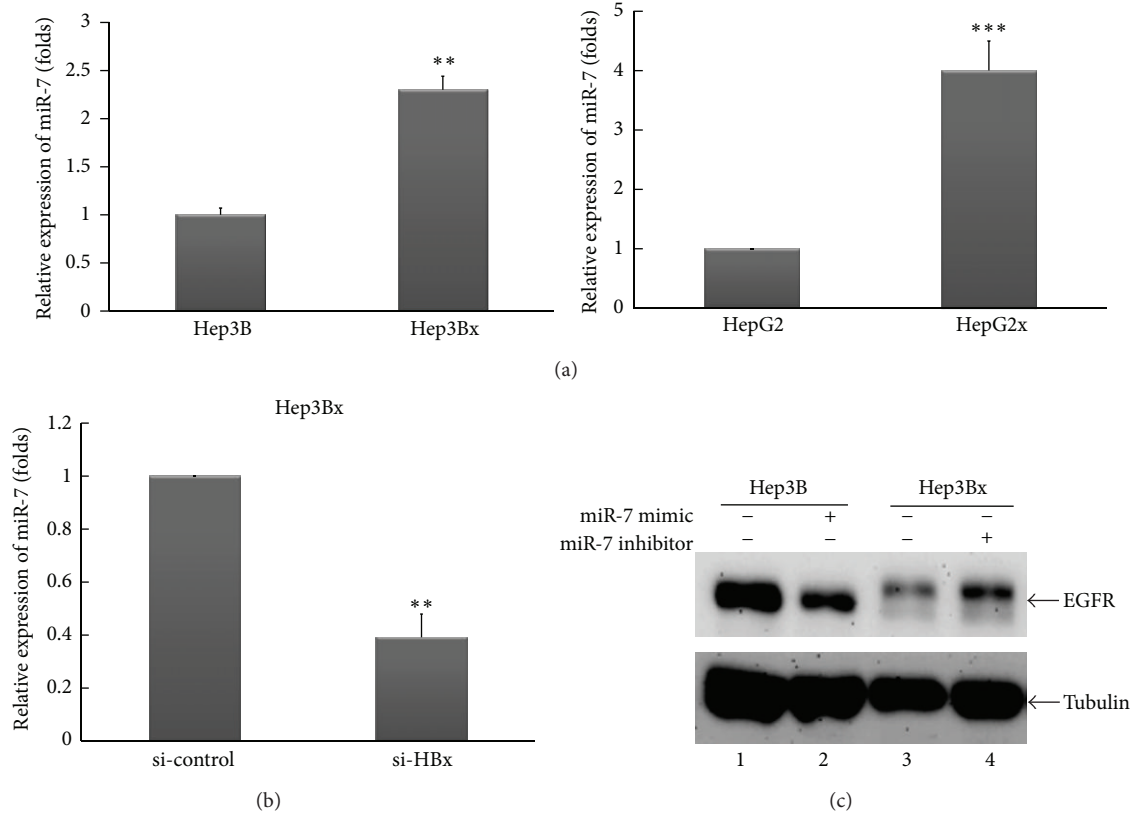 Relative expression of miR-7 (folds)
3
2.5
2
1.5
1
0.5
0
**
Hep3B Hep3Bx
Relative expression of miR-7 (folds)
5
4
3
2
1
0
***
HepG2 HepG2x
(a)
Hep3Bx
Relative expression of miR-7 (folds)
1.2
1
0.8
0.6
0.4
0.2
0
**
si-control si-HBx
(b)
Hep3B Hep3Bx
miR-7 mimic − + − −
miR-7 inhibitor − − − +
EGFR
Tubulin
1 2 3 4
(c)